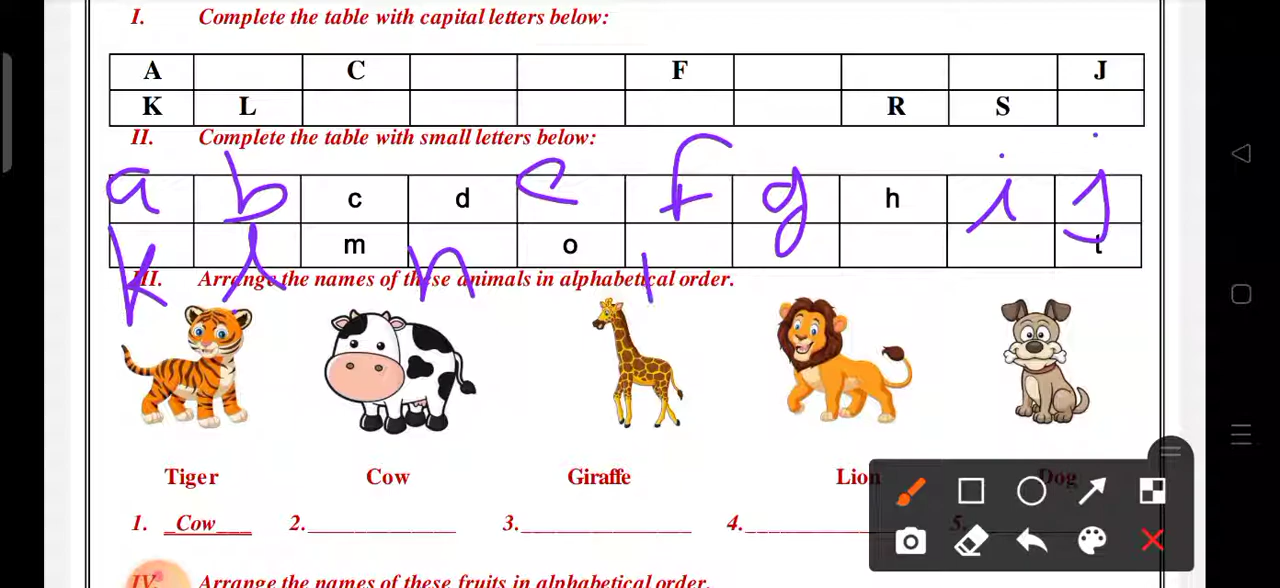 I. Complete the table with capital letters below:
A C F J
K L R S
II. Complete the table with small letters below:
a b c d e f g h i j
k l m n o t
III. Arrange the names of these animals in alphabetical order.
Tiger Cow Giraffe Lion Dog
1. _Cow___ 2. 3. 4. 5.
IV. Arrange the names of these fruits in alphabetical order.